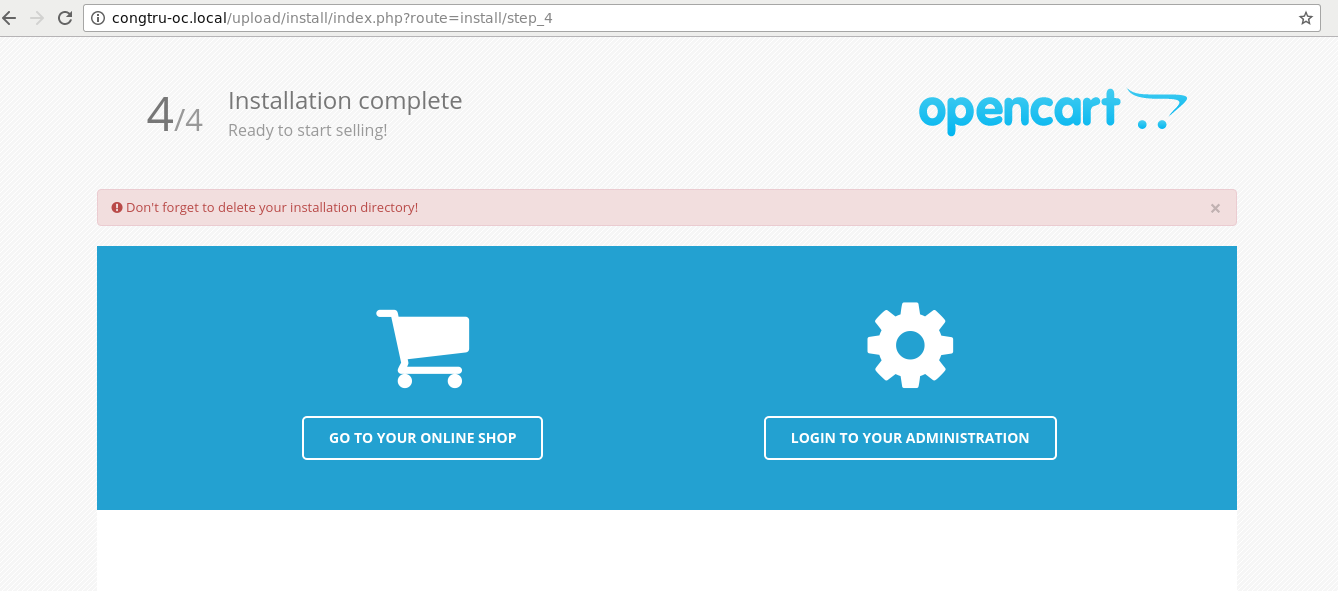 congtru-oc.local/upload/install/index.php?route=install/step_4
4/4
Installation complete
Ready to start selling!
opencart
Don't forget to delete your installation directory!
×
GO TO YOUR ONLINE SHOP
LOGIN TO YOUR ADMINISTRATION